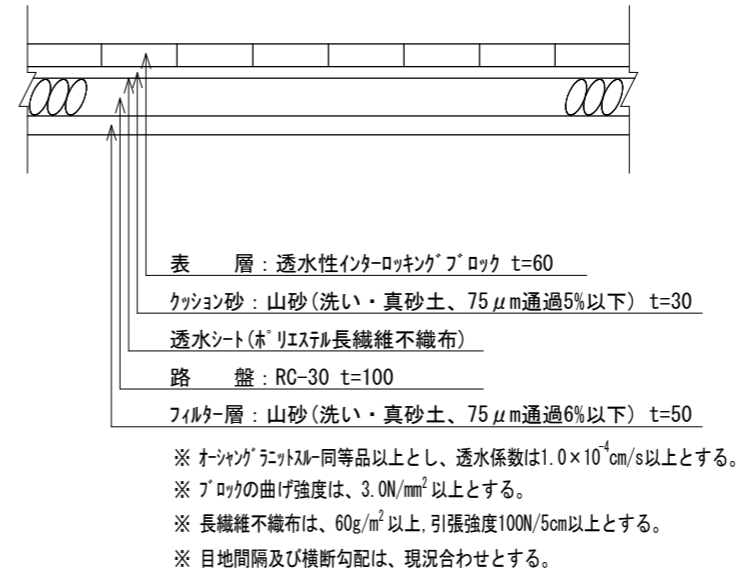 表　　層：透水性ｲﾝﾀｰﾛｯｷﾝｸﾞﾌﾞﾛｯｸ t=60
ｸｯｼｮﾝ砂：山砂(洗い・真砂土、75μm通過5%以下) t=30
透水ｼｰﾄ(ﾎﾟﾘｴｽﾃﾙ長繊維不織布)
路　　盤：RC-30 t=100
ﾌｨﾙﾀｰ層：山砂(洗い・真砂土、75μm通過6%以下) t=50
※ ｵｰｼｬﾝｸﾞﾗﾆｯﾄｽﾙｰ同等品以上とし、透水係数は1.0×10⁻⁴cm/s以上とする。
※ ﾌﾞﾛｯｸの曲げ強度は、3.0N/mm²以上とする。
※ 長繊維不織布は、60g/m²以上,引張強度100N/5cm以上とする。
※ 目地間隔及び横断勾配は、現況合わせとする。